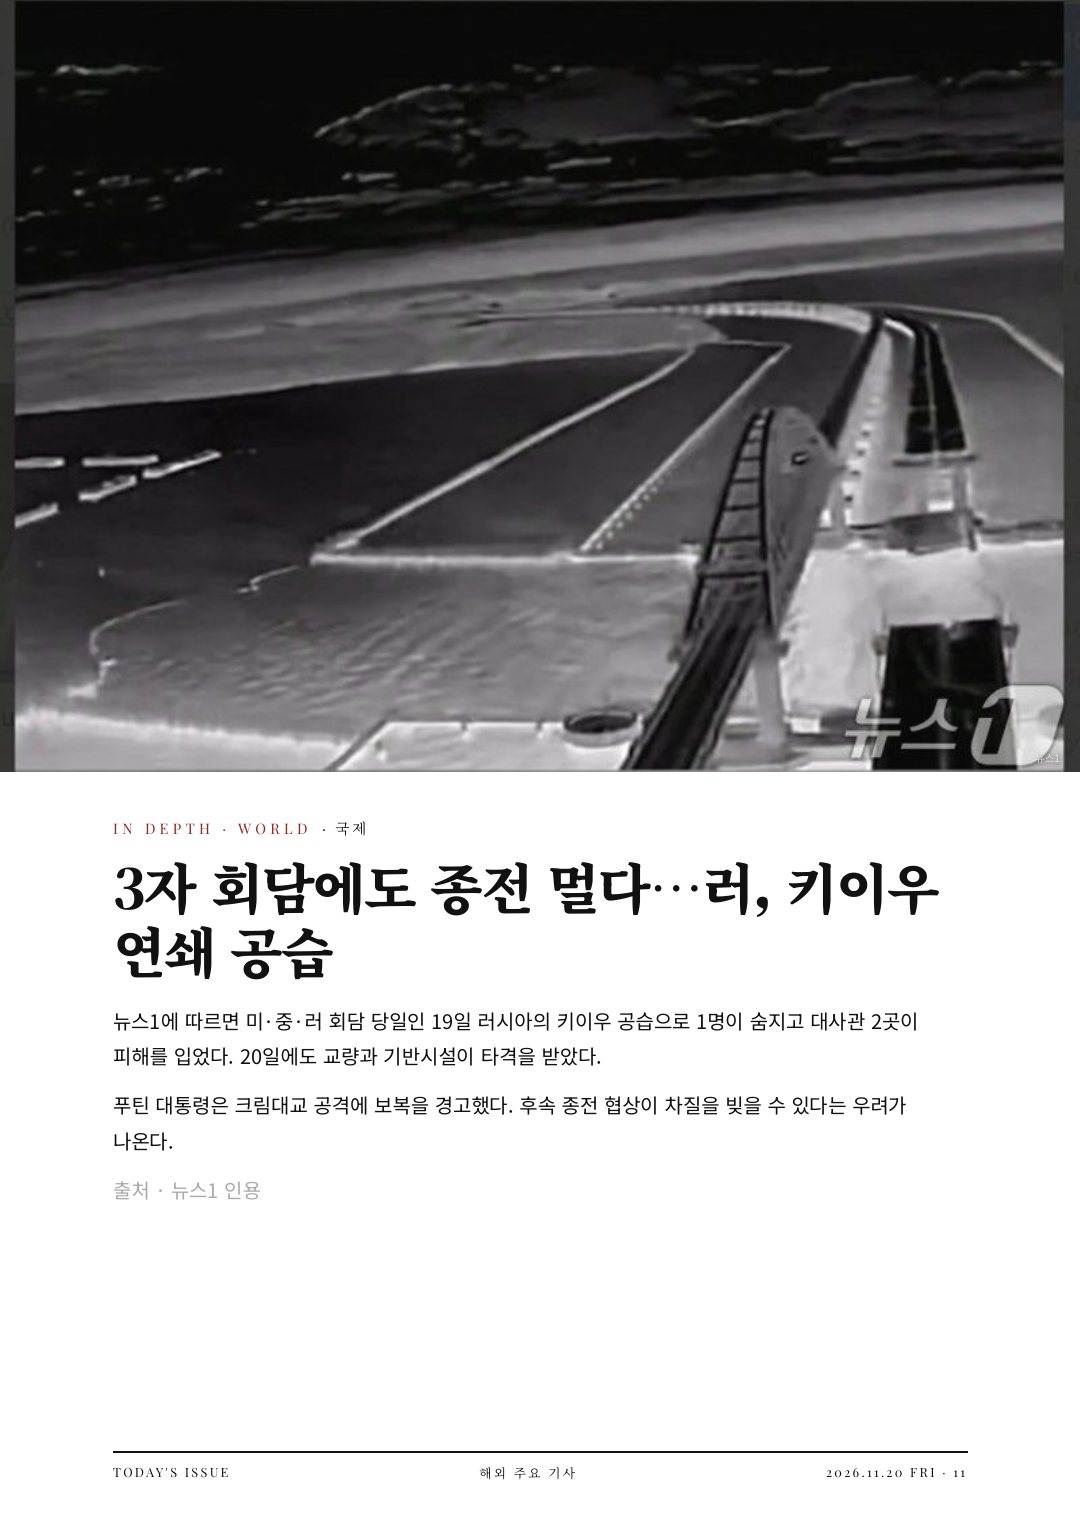 뉴스1
뉴스1
IN DEPTH · WORLD · 국제
3자 회담에도 종전 멀다···러, 키이우
연쇄 공습
뉴스1에 따르면 미·중·러 회담 당일인 19일 러시아의 키이우 공습으로 1명이 숨지고 대사관 2곳이
피해를 입었다. 20일에도 교량과 기반시설이 타격을 받았다.
푸틴 대통령은 크림대교 공격에 보복을 경고했다. 후속 종전 협상이 차질을 빚을 수 있다는 우려가
나온다.
출처 · 뉴스1 인용
TODAY'S ISSUE
해외 주요 기사
2026.11.20 FRI · 11